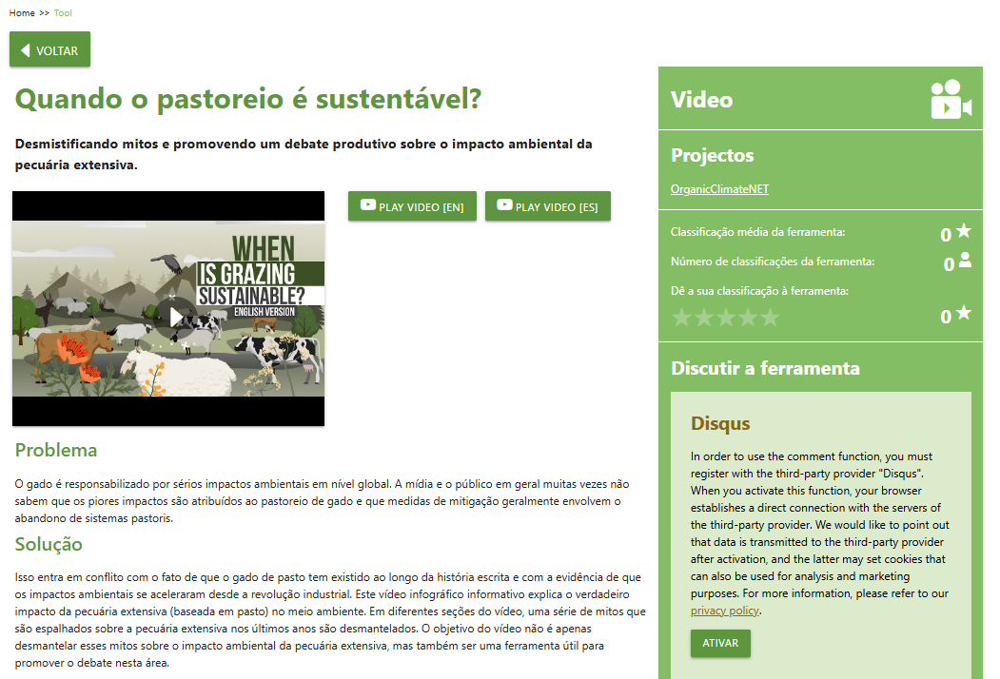 Home >> Tool
VOLTAR
Quando o pastoreio é sustentável?
Desmistificando mitos e promovendo um debate produtivo sobre o impacto ambiental da
pecuária extensiva.
WHEN
IS GRAZING
SUSTAINABLE?
ENGLISH VERSION
PLAY VIDEO [EN]
PLAY VIDEO [ES]
Problema
O gado é responsabilizado por sérios impactos ambientais em nível global. A mídia e o público em geral muitas vezes não
sabem que os piores impactos são atribuídos ao pastoreio de gado e que medidas de mitigação geralmente envolvem o
abandono de sistemas pastoris.
Solução
Isso entra em conflito com o fato de que o gado de pasto tem existido ao longo da história escrita e com a evidência de que
os impactos ambientais se aceleraram desde a revolução industrial. Este vídeo infográfico informativo explica o verdadeiro
impacto da pecuária extensiva (baseada em pasto) no meio ambiente. Em diferentes seções do vídeo, uma série de mitos que
são espalhados sobre a pecuária extensiva nos últimos anos são desmantelados. O objetivo do vídeo não é apenas
desmantelar esses mitos sobre o impacto ambiental da pecuária extensiva, mas também ser uma ferramenta útil para
promover o debate nesta área.
Video
Projectos
OrganicClimateNET
Classificação média da ferramenta: 0
Número de classificações da ferramenta: 0
Dê a sua classificação à ferramenta:
0
Discutir a ferramenta
Disqus
In order to use the comment function, you must
register with the third-party provider "Disqus".
When you activate this function, your browser
establishes a direct connection with the servers of
the third-party provider. We would like to point out
that data is transmitted to the third-party provider
after activation, and the latter may set cookies that
can also be used for analysis and marketing
purposes. For more information, please refer to our
privacy policy.
ATIVAR